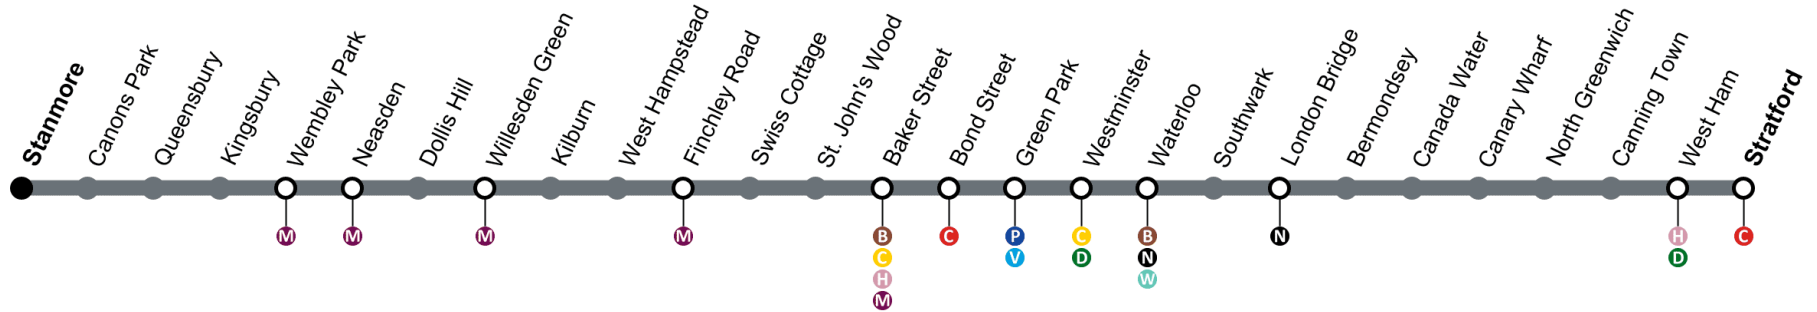 Stanmore
Canons Park
Queensbury
Kingsbury
Wembley Park
Neasden
Dollis Hill
Willesden Green
Kilburn
West Hampstead
Finchley Road
Swiss Cottage
St. John's Wood
Baker Street
Bond Street
Green Park
Westminster
Waterloo
Southwark
London Bridge
Bermondsey
Canada Water
Canary Wharf
North Greenwich
Canning Town
West Ham
Stratford
M
M
M
M
B
C
H
M
C
P
V
C
D
B
N
W
N
H
D
C